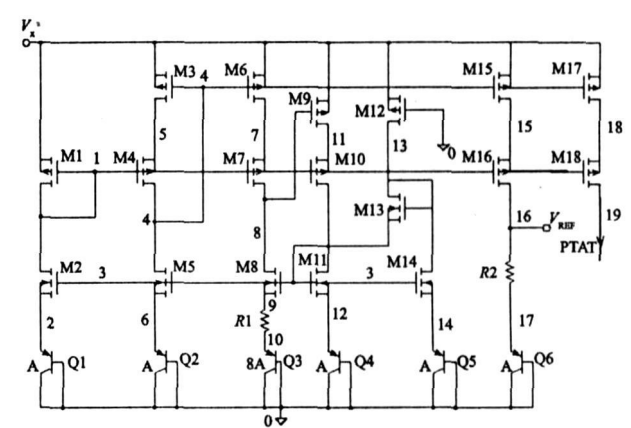 Vx
M3 4 M6 M15 M17
M9 M12
5 7 11 13 0 15 18
M1 1 M4 M7 M10 M16 M18
4 8 M13 16 VREF 19
PTAT
M2 3 M5 M8 M11 3 M14 R2
2 6 R1 9 12 14 17
10
A Q1 A Q2 8A Q3 A Q4 A Q5 A Q6
0